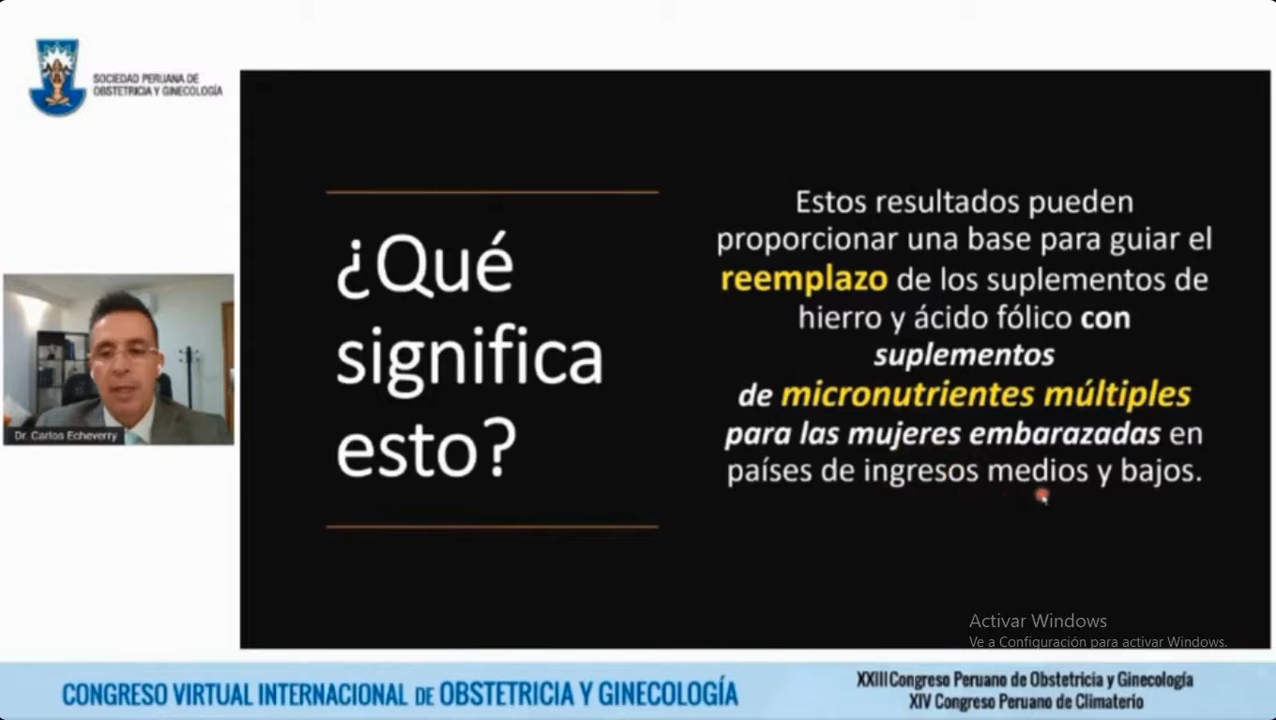 SOCIEDAD PERUANA DE
OBSTETRICIA Y GINECOLOGÍA
¿Qué
significa
esto?
Estos resultados pueden
proporcionar una base para guiar el
reemplazo de los suplementos de
hierro y ácido fólico con
suplementos
de micronutrientes múltiples
para las mujeres embarazadas en
países de ingresos medios y bajos.
Dr. Carlos Echeverry
Activar Windows
Ve a Configuración para activar Windows.
CONGRESO VIRTUAL INTERNACIONAL DE OBSTETRICIA Y GINECOLOGÍA
XXIII Congreso Peruano de Obstetricia y Ginecología
XIV Congreso Peruano de Climaterio